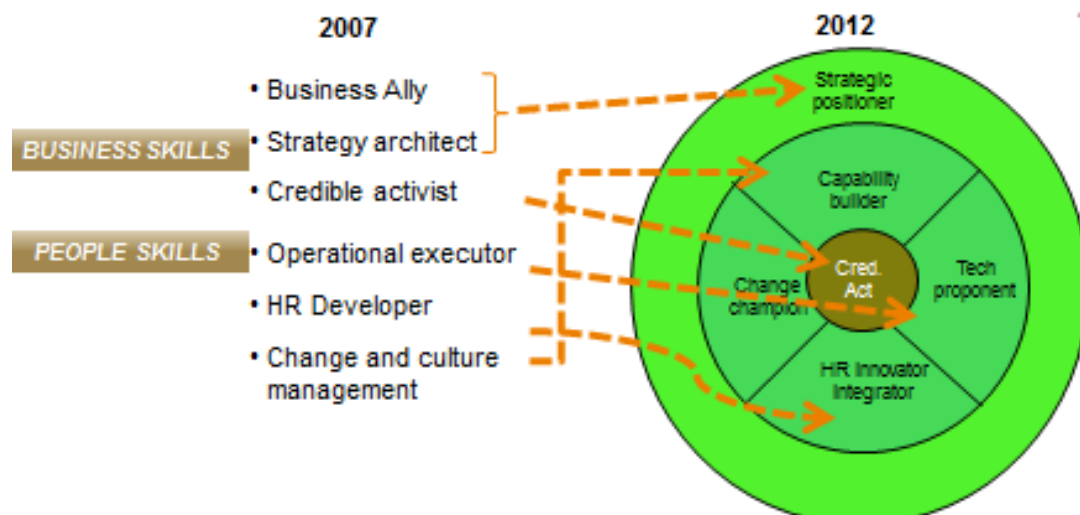 2007
2012
• Business Ally
• Strategy architect
BUSINESS SKILLS
• Credible activist
PEOPLE SKILLS
• Operational executor
• HR Developer
• Change and culture
management
Strategic
positioner
Capability
builder
Cred.
Act
Tech
proponent
Change
champion
HR Innovator
Integrator